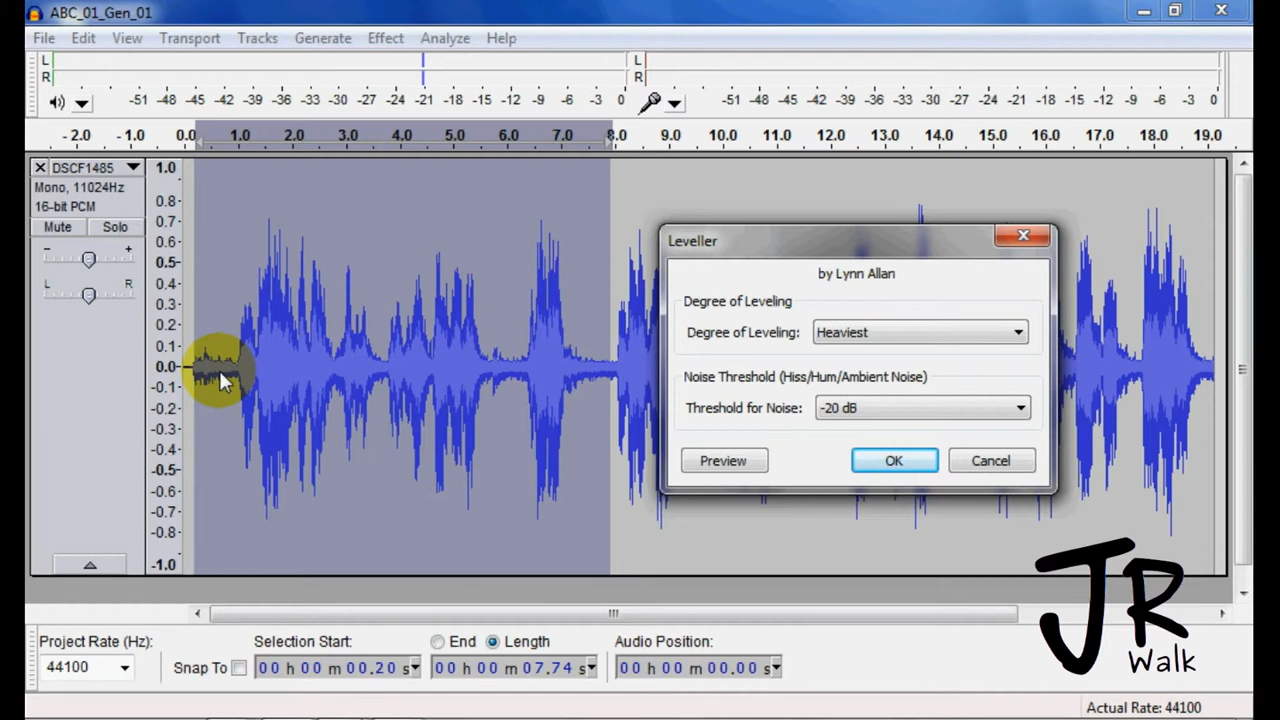 ABC_01_Gen_01
File Edit View Transport Tracks Generate Effect Analyze Help
L
R
-51 -48 -45 -42 -39 -36 -33 -30 -27 -24 -21 -18 -15 -12 -9 -6 -3 0
L
R
-51 -48 -45 -42 -39 -36 -33 -30 -27 -24 -21 -18 -15 -12 -9 -6 -3 0
-2.0 -1.0 0.0 1.0 2.0 3.0 4.0 5.0 6.0 7.0 8.0 9.0 10.0 11.0 12.0 13.0 14.0 15.0 16.0 17.0 18.0 19.0
DSCF1485
Mono, 11024Hz
16-bit PCM
Mute Solo
- +
L R
1.0
0.8
0.7
0.6
0.5
0.4
0.3
0.2
0.1
0.0
-0.1
-0.2
-0.3
-0.4
-0.5
-0.6
-0.7
-0.8
-1.0
Leveller
by Lynn Allan
Degree of Leveling
Degree of Leveling: Heaviest
Noise Threshold (Hiss/Hum/Ambient Noise)
Threshold for Noise: -20 dB
Preview OK Cancel
JR
Walk
Project Rate (Hz): Selection Start: End Length Audio Position:
44100 Snap To 00 h 00 m 00.20 s 00 h 00 m 07.74 s 00 h 00 m 00.00 s
Actual Rate: 44100